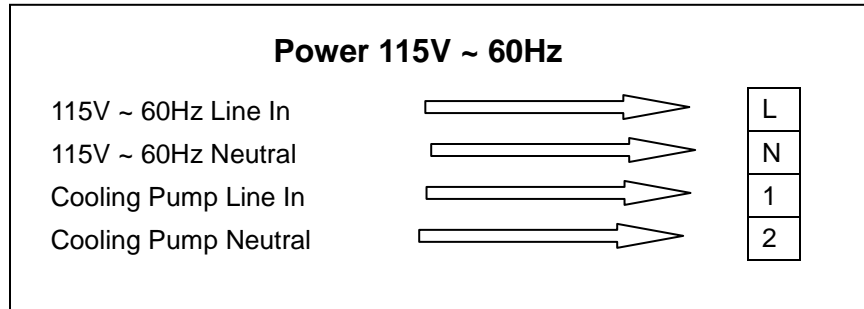 Power 115V ~ 60Hz
115V ~ 60Hz Line In L
115V ~ 60Hz Neutral N
Cooling Pump Line In 1
Cooling Pump Neutral 2